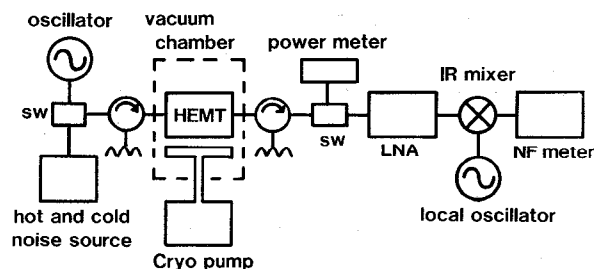 oscillator
vacuum
chamber
power meter
IR mixer
sw
HEMT
sw
LNA
NF meter
hot and cold
noise source
local oscillator
Cryo pump